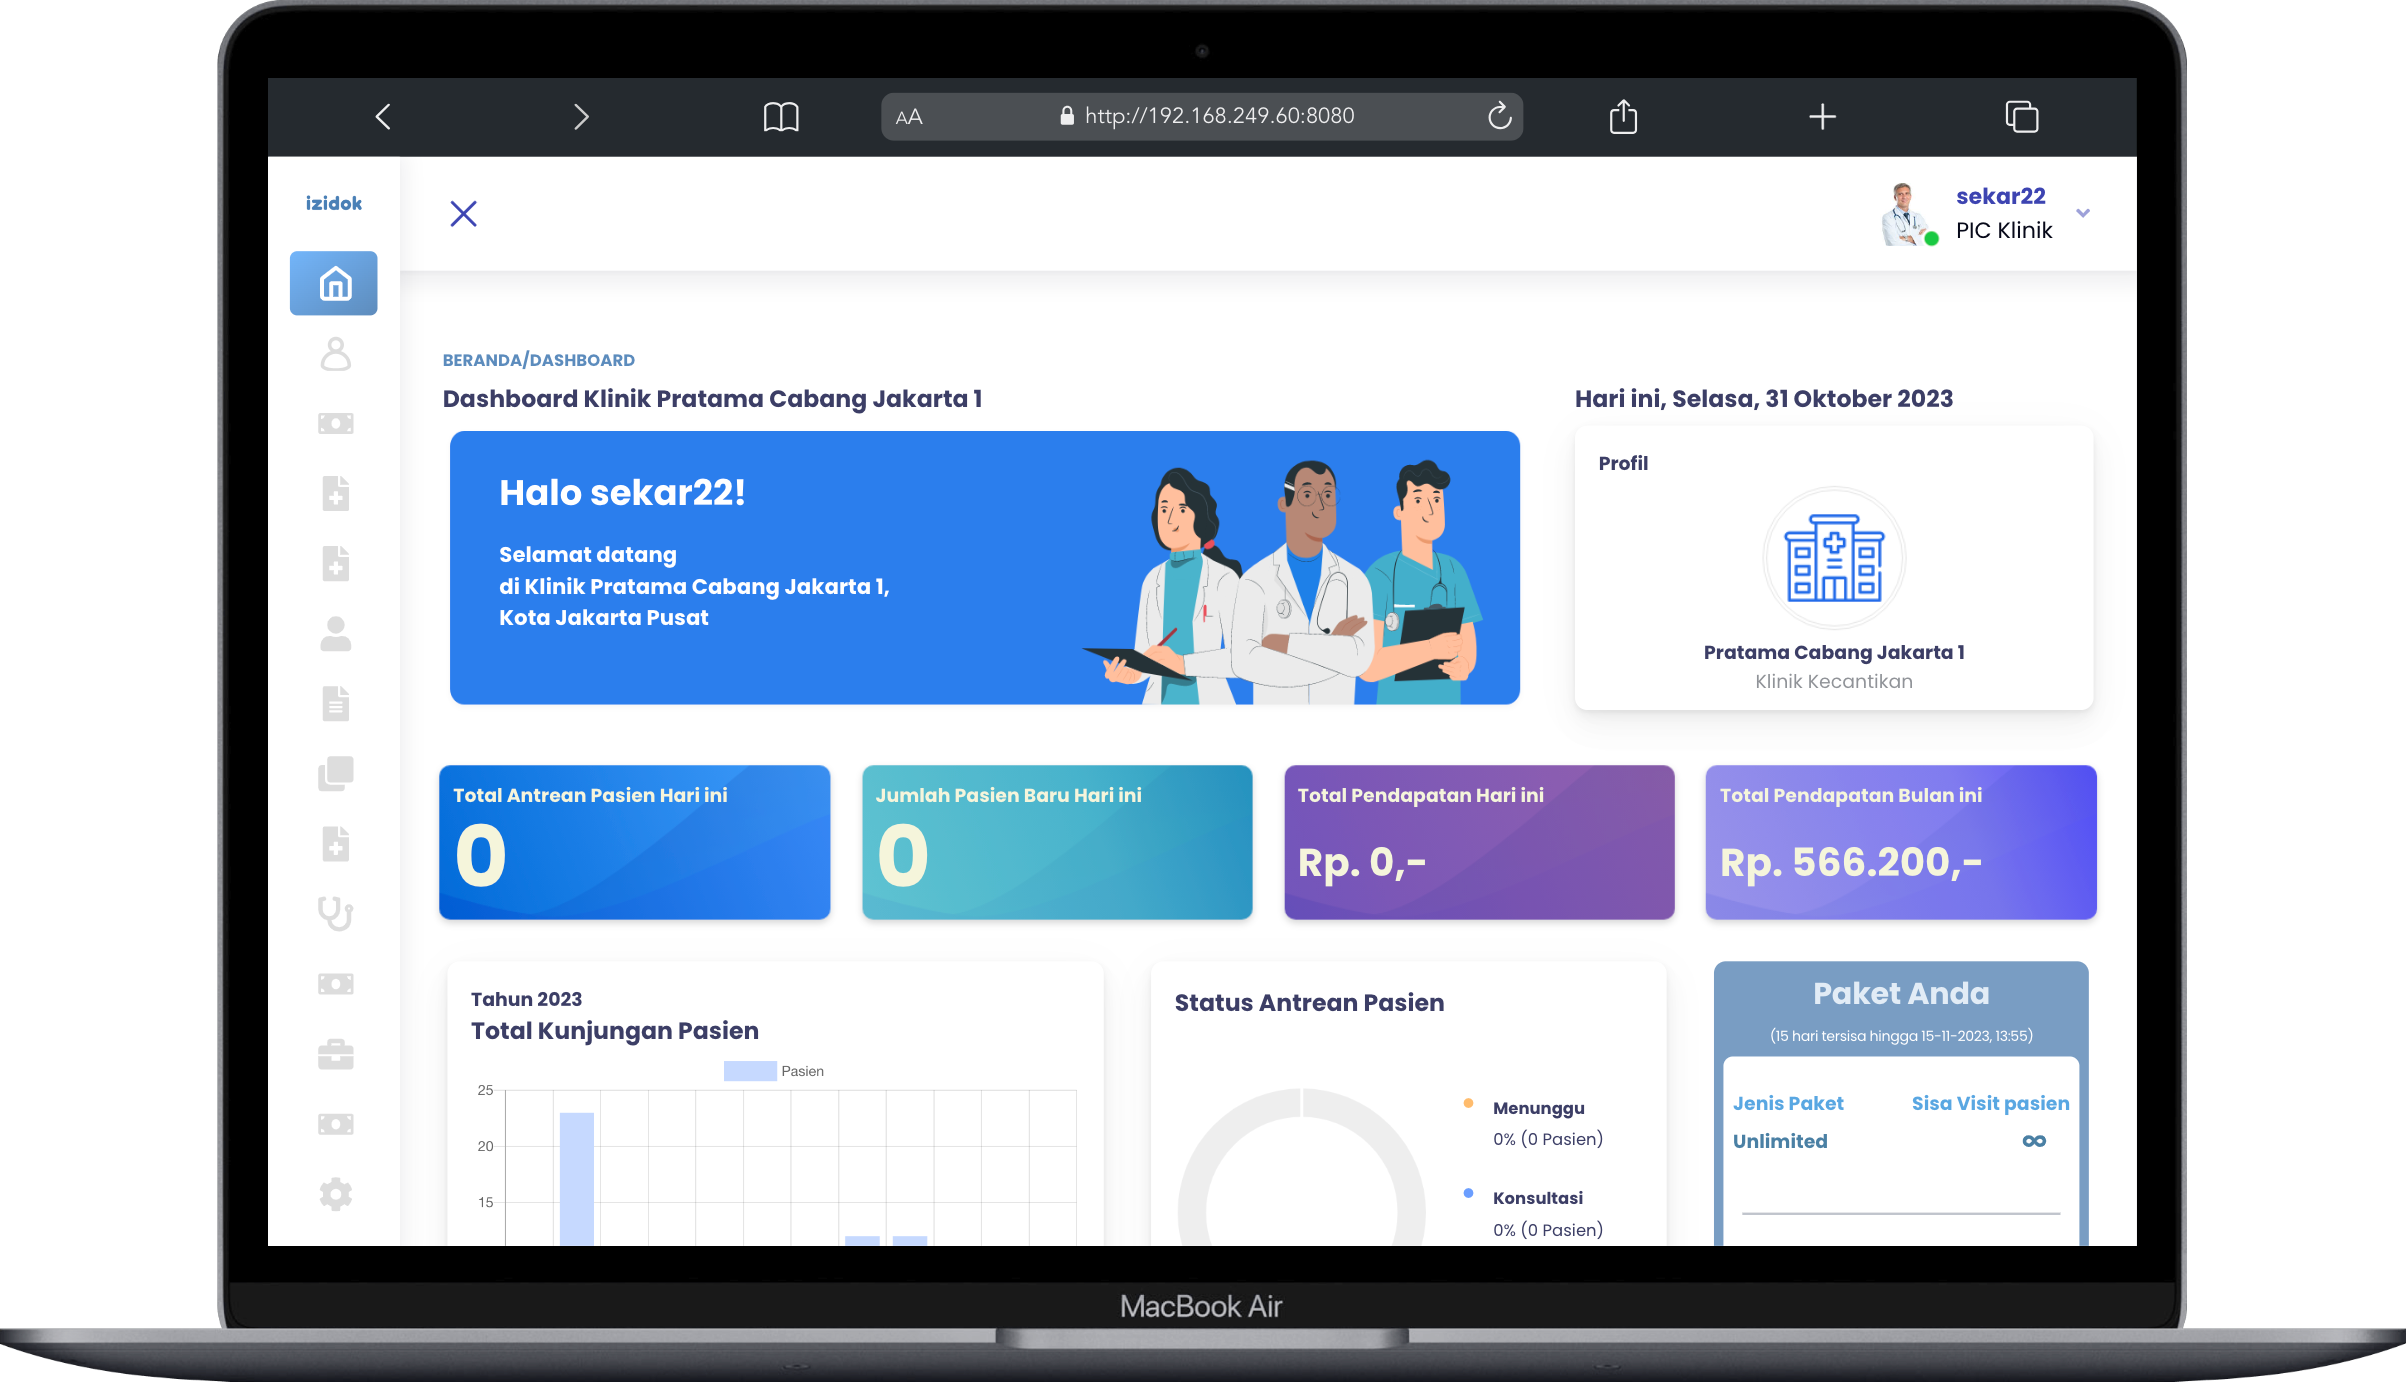 AA
http://192.168.249.60:8080
izidok
sekar22
PIC Klinik
BERANDA/DASHBOARD
Dashboard Klinik Pratama Cabang Jakarta 1
Hari ini, Selasa, 31 Oktober 2023
Halo sekar22!
Selamat datang
di Klinik Pratama Cabang Jakarta 1,
Kota Jakarta Pusat
Profil
Pratama Cabang Jakarta 1
Klinik Kecantikan
Total Antrean Pasien Hari ini
0
Jumlah Pasien Baru Hari ini
0
Total Pendapatan Hari ini
Rp. 0,-
Total Pendapatan Bulan ini
Rp. 566.200,-
Tahun 2023
Total Kunjungan Pasien
Pasien
25
20
15
Status Antrean Pasien
Menunggu
0% (0 Pasien)
Konsultasi
0% (0 Pasien)
Paket Anda
(15 hari tersisa hingga 15-11-2023, 13:55)
Jenis Paket Sisa Visit pasien
Unlimited ∞
MacBook Air